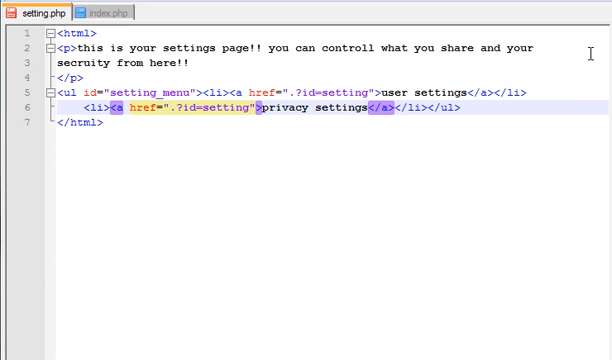 setting.php index.php
1 <html>
2 <p>this is your settings page!! you can controll what you share and your
3 secruity from here!!
4 </p>
5 <ul id="setting_menu"><li><a href=".?id=setting">user settings</a></li>
6 <li><a href=".?id=setting">privacy settings</a></li></ul>
7 </html>